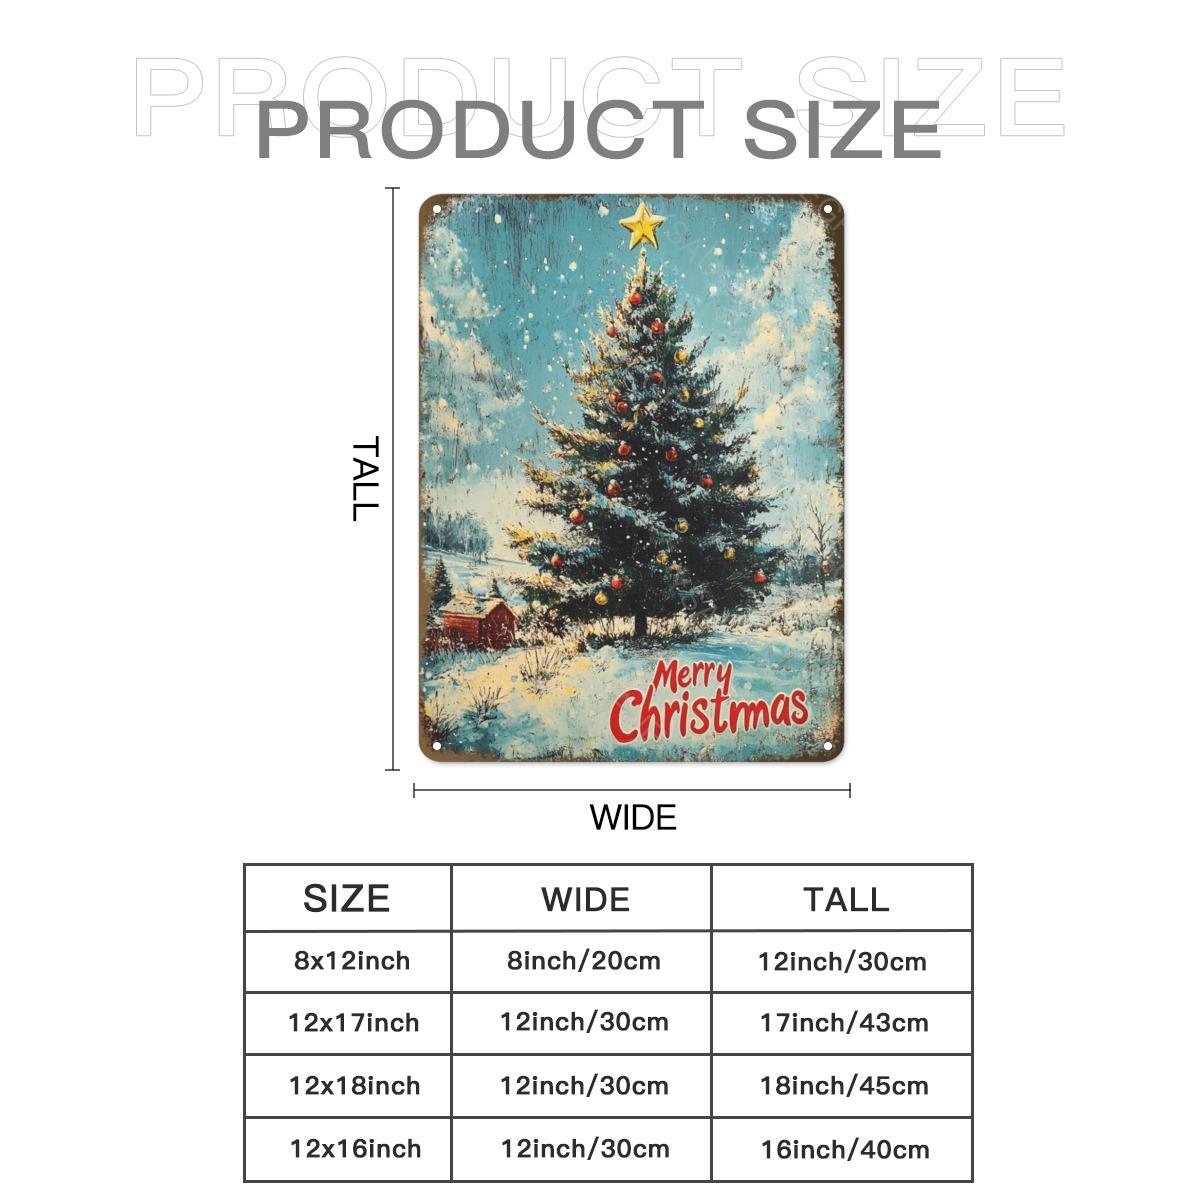 PRODUCT SIZE
PRODUCT SIZE
TALL
Merry
Christmas
WIDE
SIZE WIDE TALL
8x12inch 8inch/20cm 12inch/30cm
12x17inch 12inch/30cm 17inch/43cm
12x18inch 12inch/30cm 18inch/45cm
12x16inch 12inch/30cm 16inch/40cm